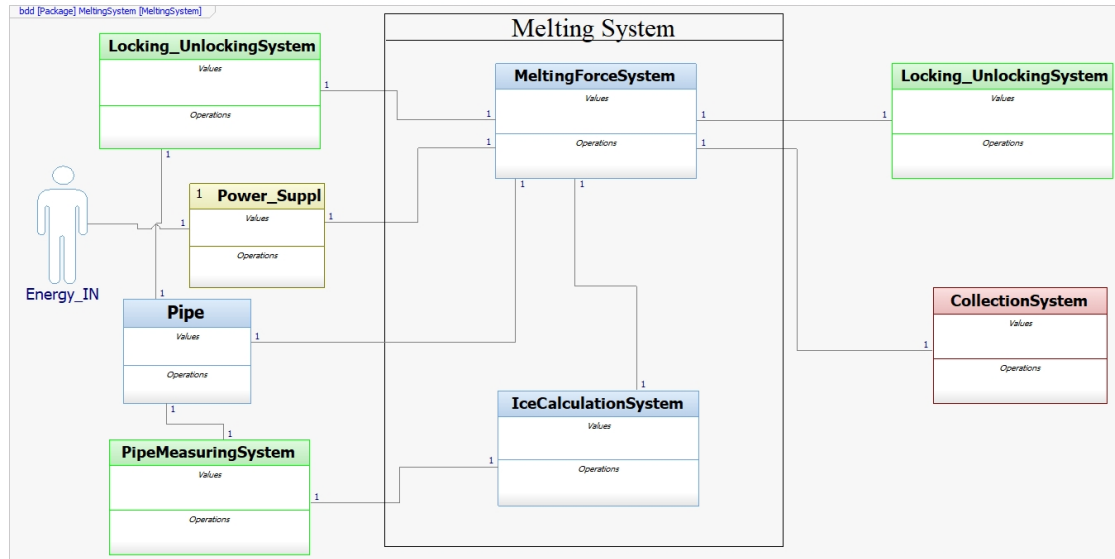 bdd [Package] MeltingSystem [MeltingSystem]
Melting System
Locking_UnlockingSystem
Values
Operations
1
1
MeltingForceSystem
Values
Operations
1
1
1
1
1
1
Locking_UnlockingSystem
Values
Operations
1
Energy_IN
1 Power_Suppl
Values
Operations
1
1
Pipe
Values
Operations
1
1
1
CollectionSystem
Values
Operations
1
IceCalculationSystem
Values
Operations
1
1
PipeMeasuringSystem
Values
Operations
1
1